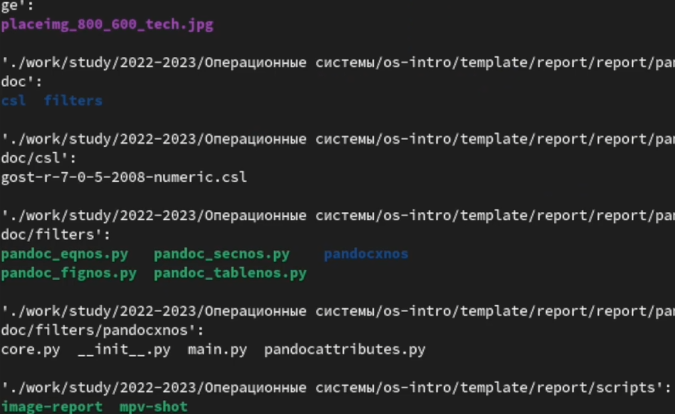 ge':
placeimg_800_600_tech.jpg
'./work/study/2022-2023/Операционные системы/os-intro/template/report/report/pan
doc':
csl  filters
'./work/study/2022-2023/Операционные системы/os-intro/template/report/report/pan
doc/csl':
gost-r-7-0-5-2008-numeric.csl
'./work/study/2022-2023/Операционные системы/os-intro/template/report/report/pan
doc/filters':
pandoc_eqnos.py   pandoc_secnos.py    pandocxnos
pandoc_fignos.py  pandoc_tablenos.py
'./work/study/2022-2023/Операционные системы/os-intro/template/report/report/pan
doc/filters/pandocxnos':
core.py  __init__.py  main.py  pandocattributes.py
'./work/study/2022-2023/Операционные системы/os-intro/template/report/scripts':
image-report  mpv-shot